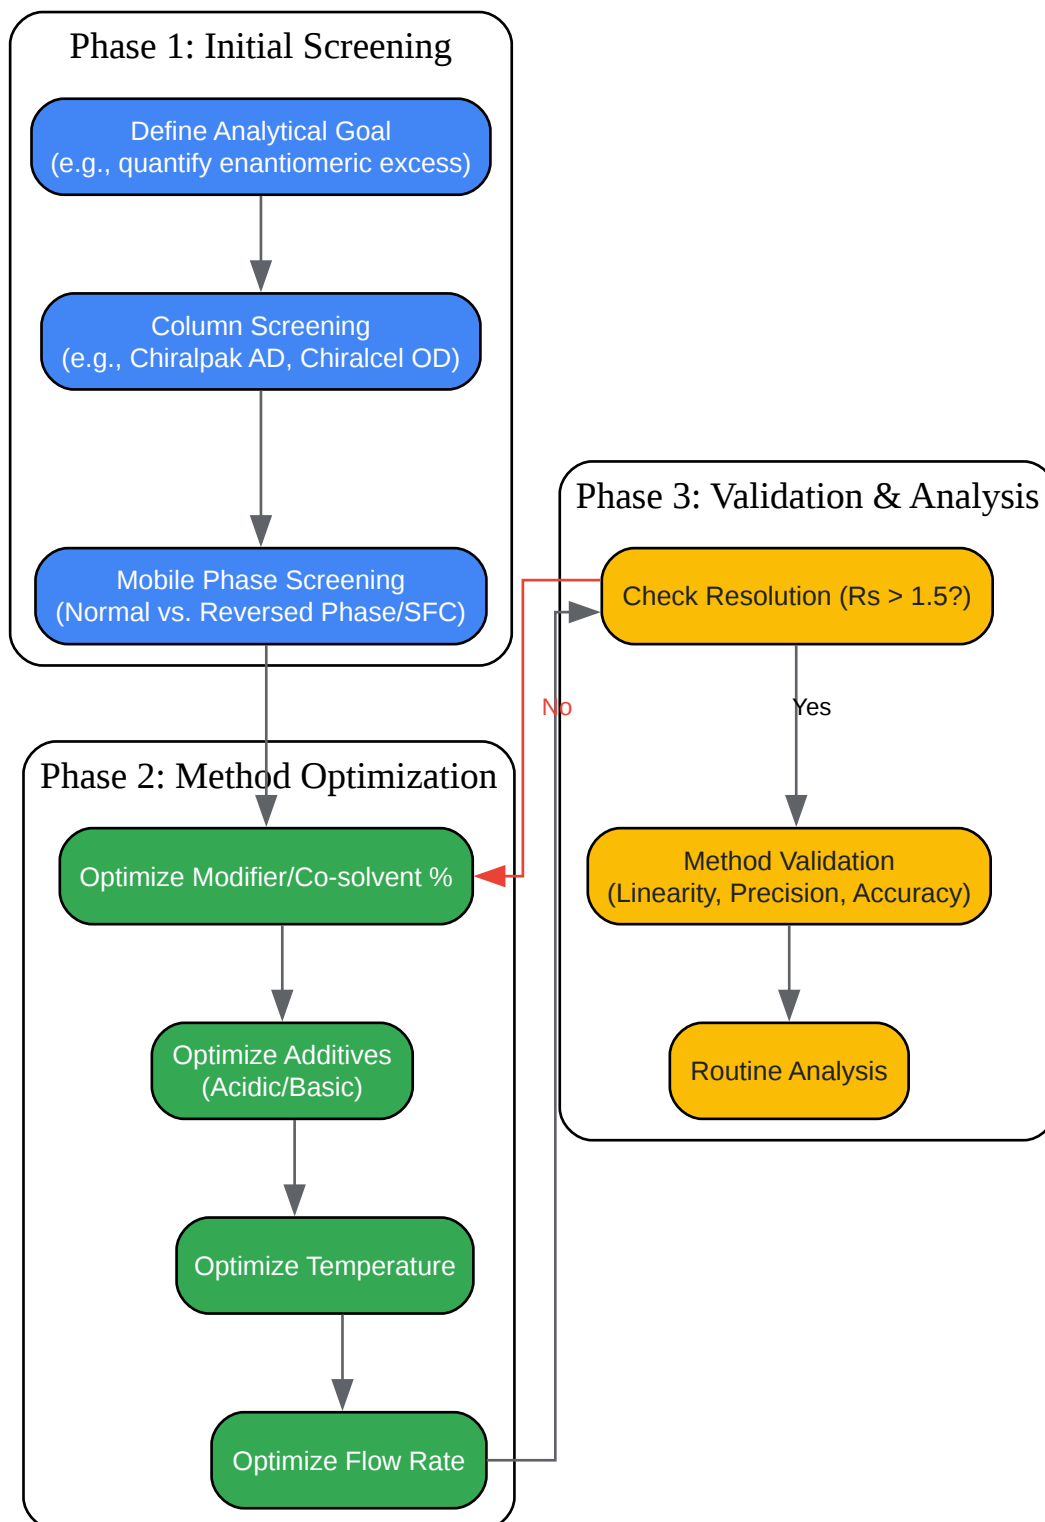 Phase 1: Initial Screening
Define Analytical Goal
(e.g., quantify enantiomeric excess)
Column Screening
(e.g., Chiralpak AD, Chiralcel OD)
Mobile Phase Screening
(Normal vs. Reversed Phase/SFC)
Phase 2: Method Optimization
Optimize Modifier/Co-solvent %
Optimize Additives
(Acidic/Basic)
Optimize Temperature
Optimize Flow Rate
Phase 3: Validation & Analysis
Check Resolution (Rs > 1.5?)
No
Yes
Method Validation
(Linearity, Precision, Accuracy)
Routine Analysis